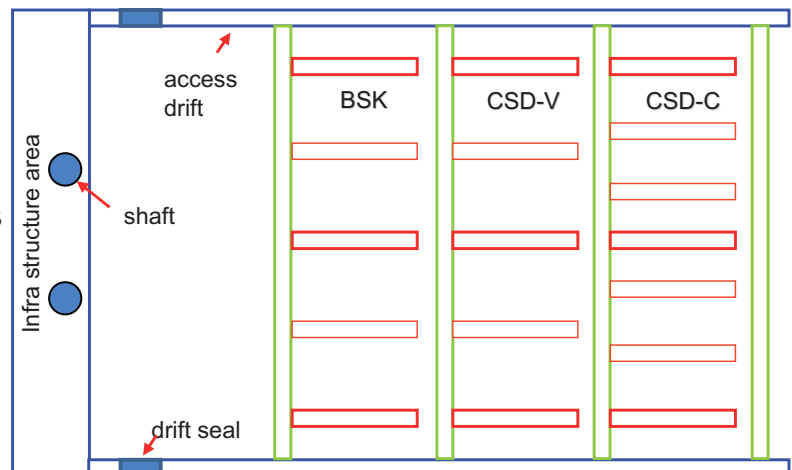 access
drift
BSK
CSD-V
CSD-C
Infra structure area
s
shaft
drift seal